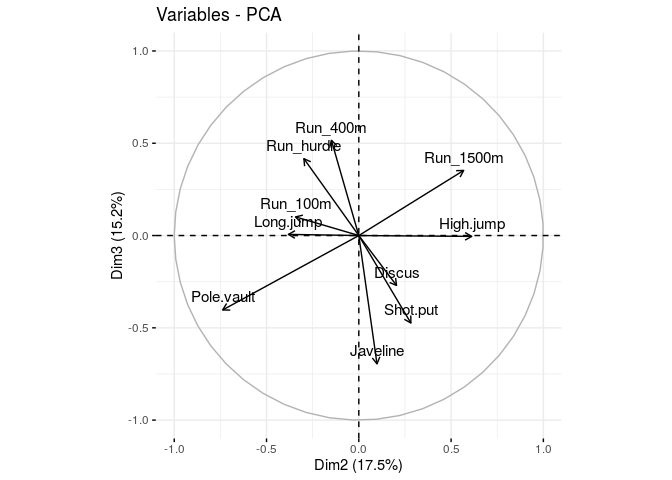 Variables - PCA
1.0
Run_400m
0.5
Run_hurdle
Run_1500m
Run_100m
Long.jump
High.jump
0.0
Dim3 (15.2%)
Discus
Pole.vault
Shot.put
-0.5
Javeline
-1.0
-1.0 -0.5 0.0 0.5 1.0
Dim2 (17.5%)